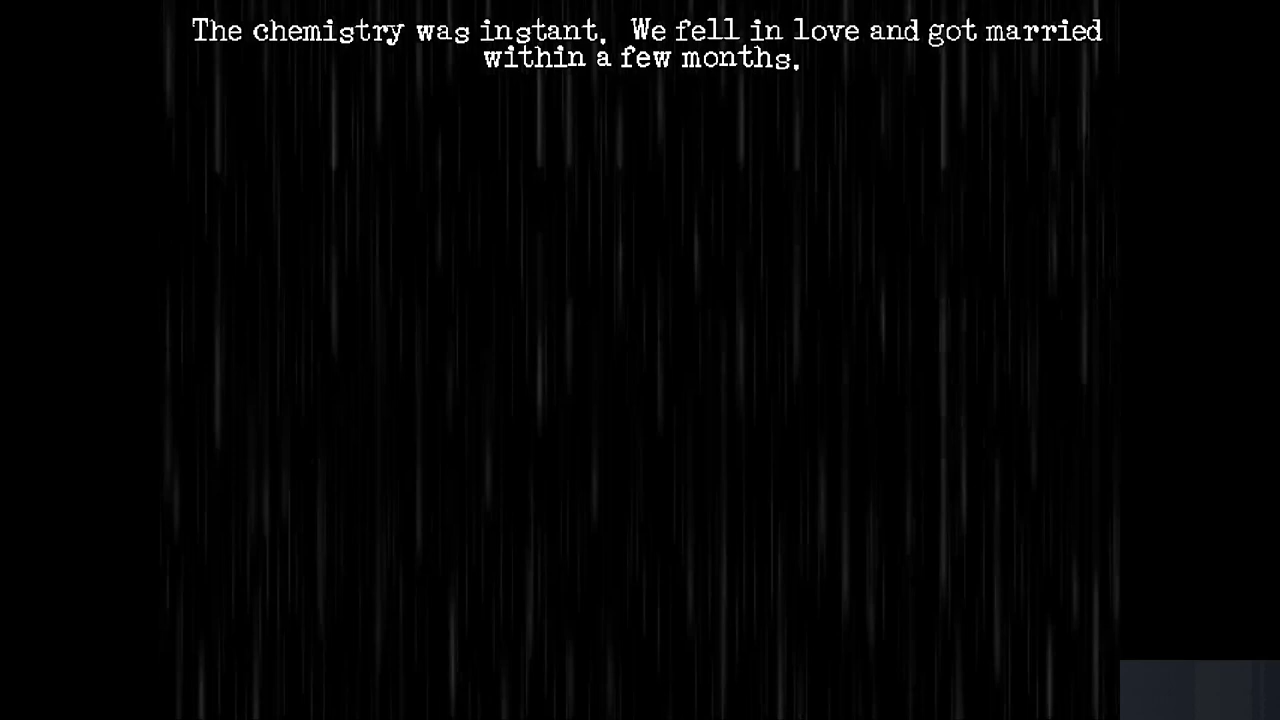 The chemistry was instant.  We fell in love and got married
within a few months.